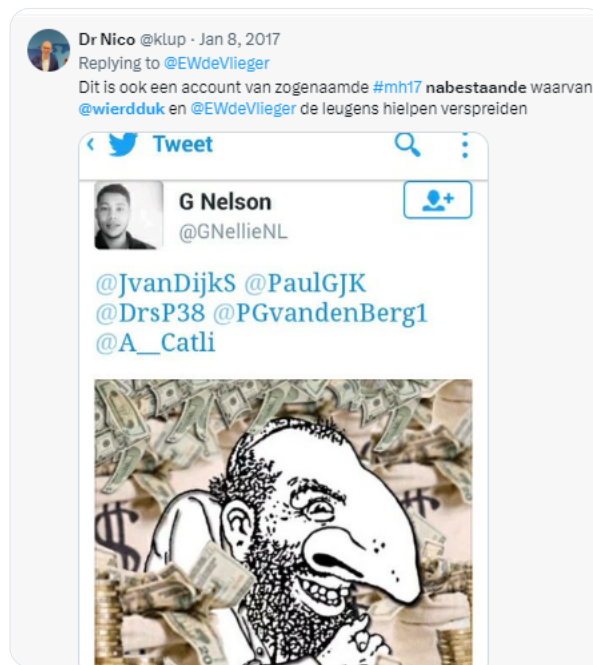 Dr Nico @klup · Jan 8, 2017
Replying to @EWdeVlieger
Dit is ook een account van zogenaamde #mh17 nabestaande waarvan
@wierdduk en @EWdeVlieger de leugens hielpen verspreiden
Tweet
G Nelson
@GNellieNL
@JvanDijkS @PaulGJK
@DrsP38 @PGvandenBerg1
@A__Catli